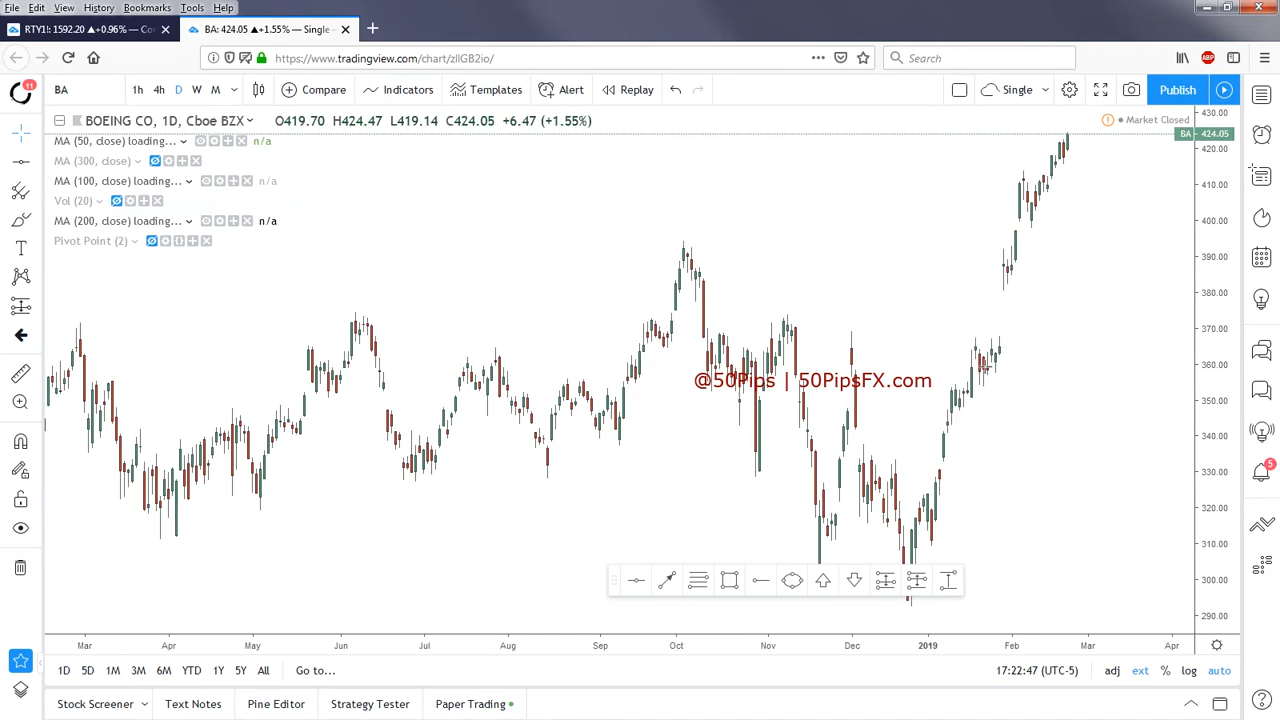 File Edit View History Bookmarks Tools Help
RTY1!: 1592.20 ▲+0.96% — Co
BA: 424.05 ▲+1.55% — Single –
https://www.tradingview.com/chart/zIlGB2io/
Search
ABP
11
BA 1h 4h D W M Compare Indicators Templates Alert Replay Single Publish
BOEING CO, 1D, Cboe BZX O419.70 H424.47 L419.14 C424.05 +6.47 (+1.55%)
Market Closed
MA (50, close) loading... n/a
MA (300, close)
MA (100, close) loading... n/a
Vol (20)
MA (200, close) loading... n/a
Pivot Point (2)
430.00
BA 424.05
420.00
410.00
400.00
390.00
380.00
370.00
360.00
350.00
340.00
330.00
320.00
310.00
300.00
290.00
@50Pips | 50PipsFX.com
5
Mar Apr May Jun Jul Aug Sep Oct Nov Dec 2019 Feb Mar Apr
1D 5D 1M 3M 6M YTD 1Y 5Y All Go to... 17:22:47 (UTC-5) adj ext % log auto
Stock Screener Text Notes Pine Editor Strategy Tester Paper Trading